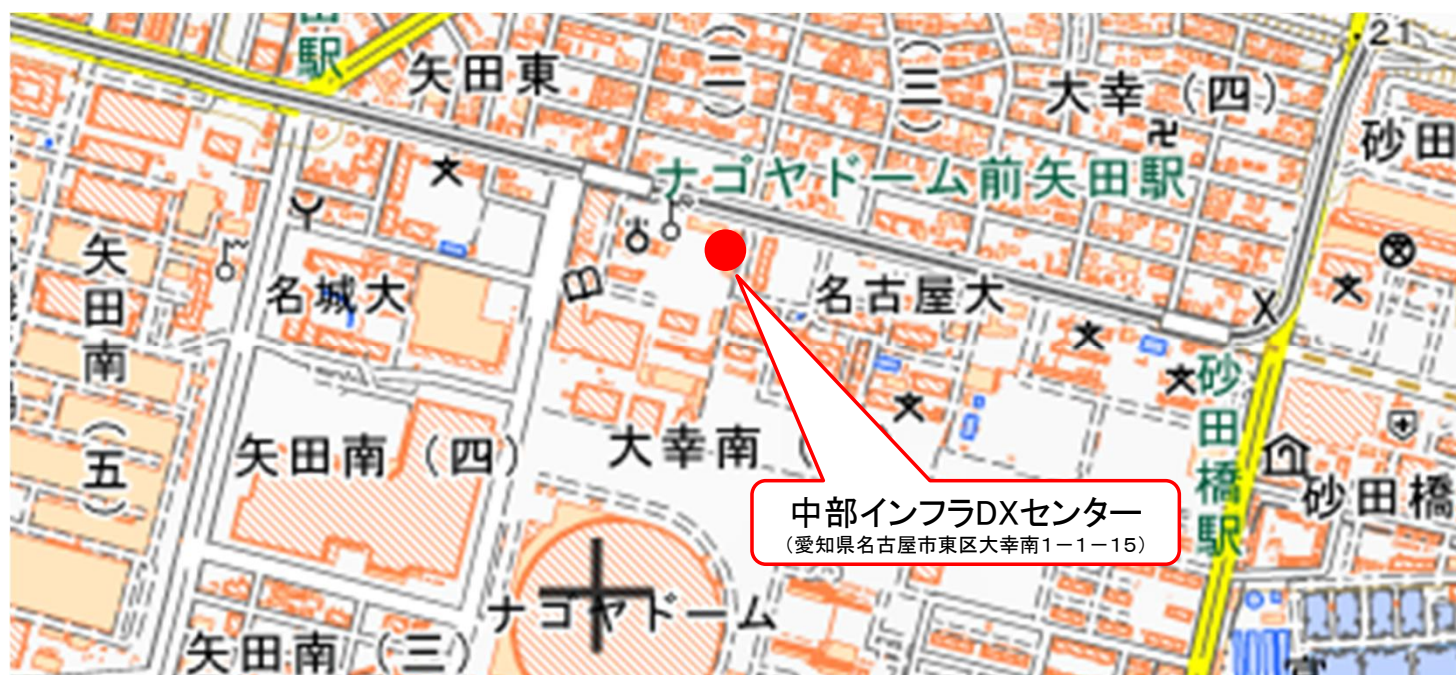 駅
矢田東
(二)
(三)
大幸(四)
21
砂田
ナゴヤドーム前矢田駅
矢田南(五)
名城大
名古屋大
砂田橋駅
矢田南(四)
大幸南(
砂田橋
中部インフラDXセンター
(愛知県名古屋市東区大幸南1-1-15)
ナゴヤドーム
矢田南(三)